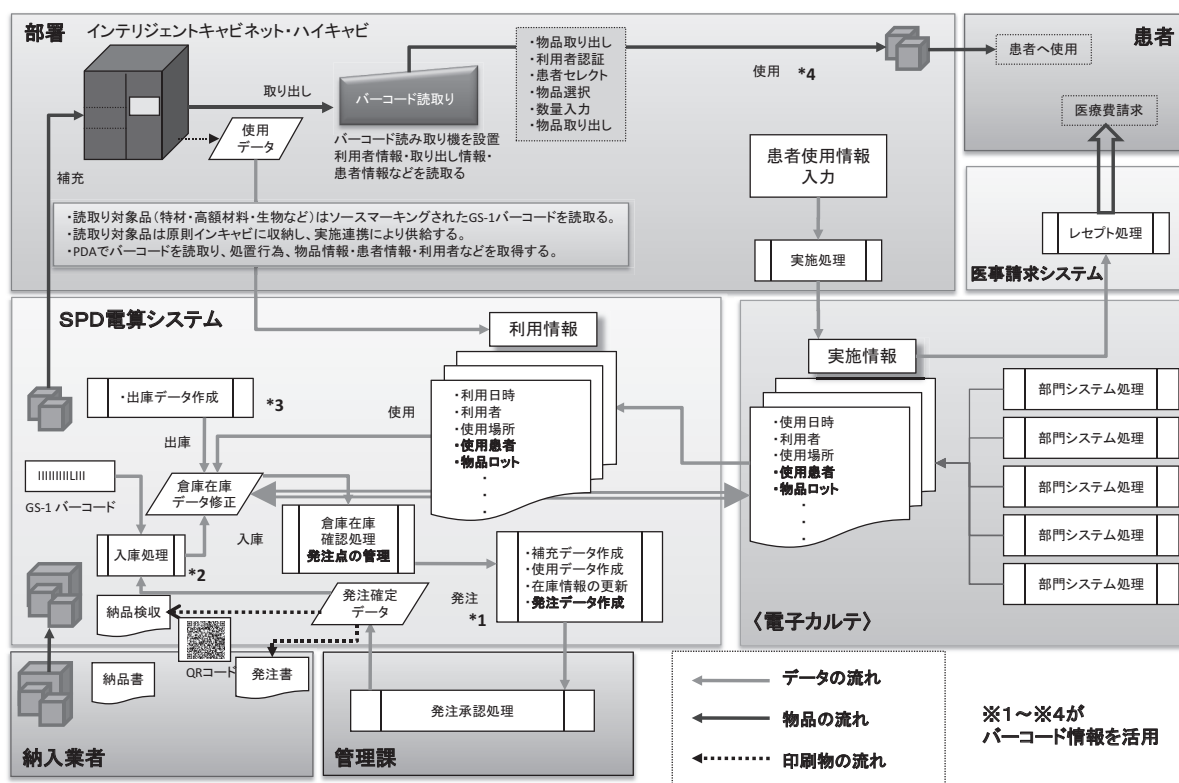 部署
インテリジェントキャビネット・ハイキャビ
取り出し
使用
データ
補充
バーコード読取り
バーコード読み取り機を設置
利用者情報・取り出し情報・
患者情報などを読取る
・物品取り出し
・利用者認証
・患者セレクト
・物品選択
・数量入力
・物品取り出し
使用 *4
患者使用情報
入力
実施処理
・読取り対象品(特材・高額材料・生物など)はソースマーキングされたGS-1バーコードを読取る。
・読取り対象品は原則インキャビに収納し、実施連携により供給する。
・PDAでバーコードを読取り、処置行為、物品情報・患者情報・利用者などを取得する。
患者
患者へ使用
医療費請求
レセプト処理
医事請求システム
SPD電算システム
利用情報
・利用日時
・利用者
・使用場所
・使用患者
・物品ロット
・
・
・
使用
・出庫データ作成
*3
出庫
GS-1 バーコード
倉庫在庫
データ修正
入庫処理
*2
入庫
倉庫在庫
確認処理
発注点の管理
・補充データ作成
・使用データ作成
・在庫情報の更新
・発注データ作成
発注
*1
発注確定
データ
納品検収
QRコード
発注書
納品書
納入業者
発注承認処理
管理課
実施情報
・使用日時
・利用者
・使用場所
・使用患者
・物品ロット
・
・
・
部門システム処理
部門システム処理
部門システム処理
部門システム処理
部門システム処理
〈電子カルテ〉
データの流れ
物品の流れ
印刷物の流れ
※1～※4が
バーコード情報を活用